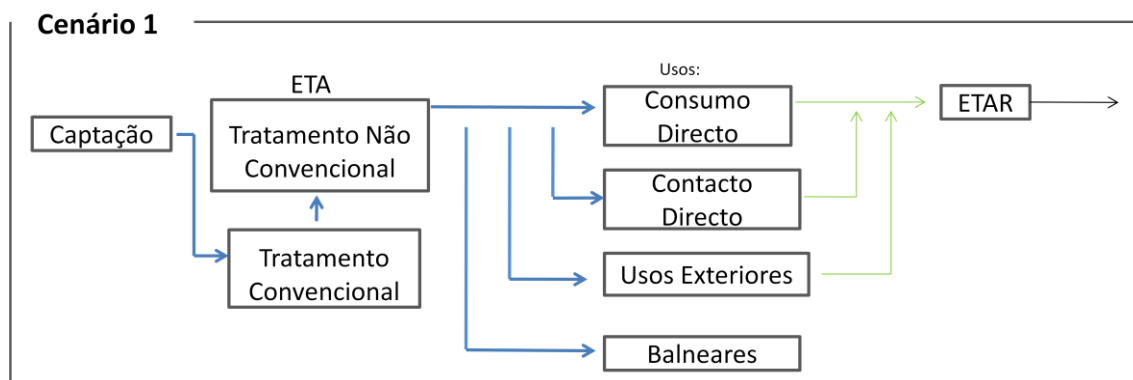 Cenário 1
ETA
Usos:
Captação
Tratamento Não
Convencional
Tratamento
Convencional
Consumo
Directo
Contacto
Directo
Usos Exteriores
Balneares
ETAR